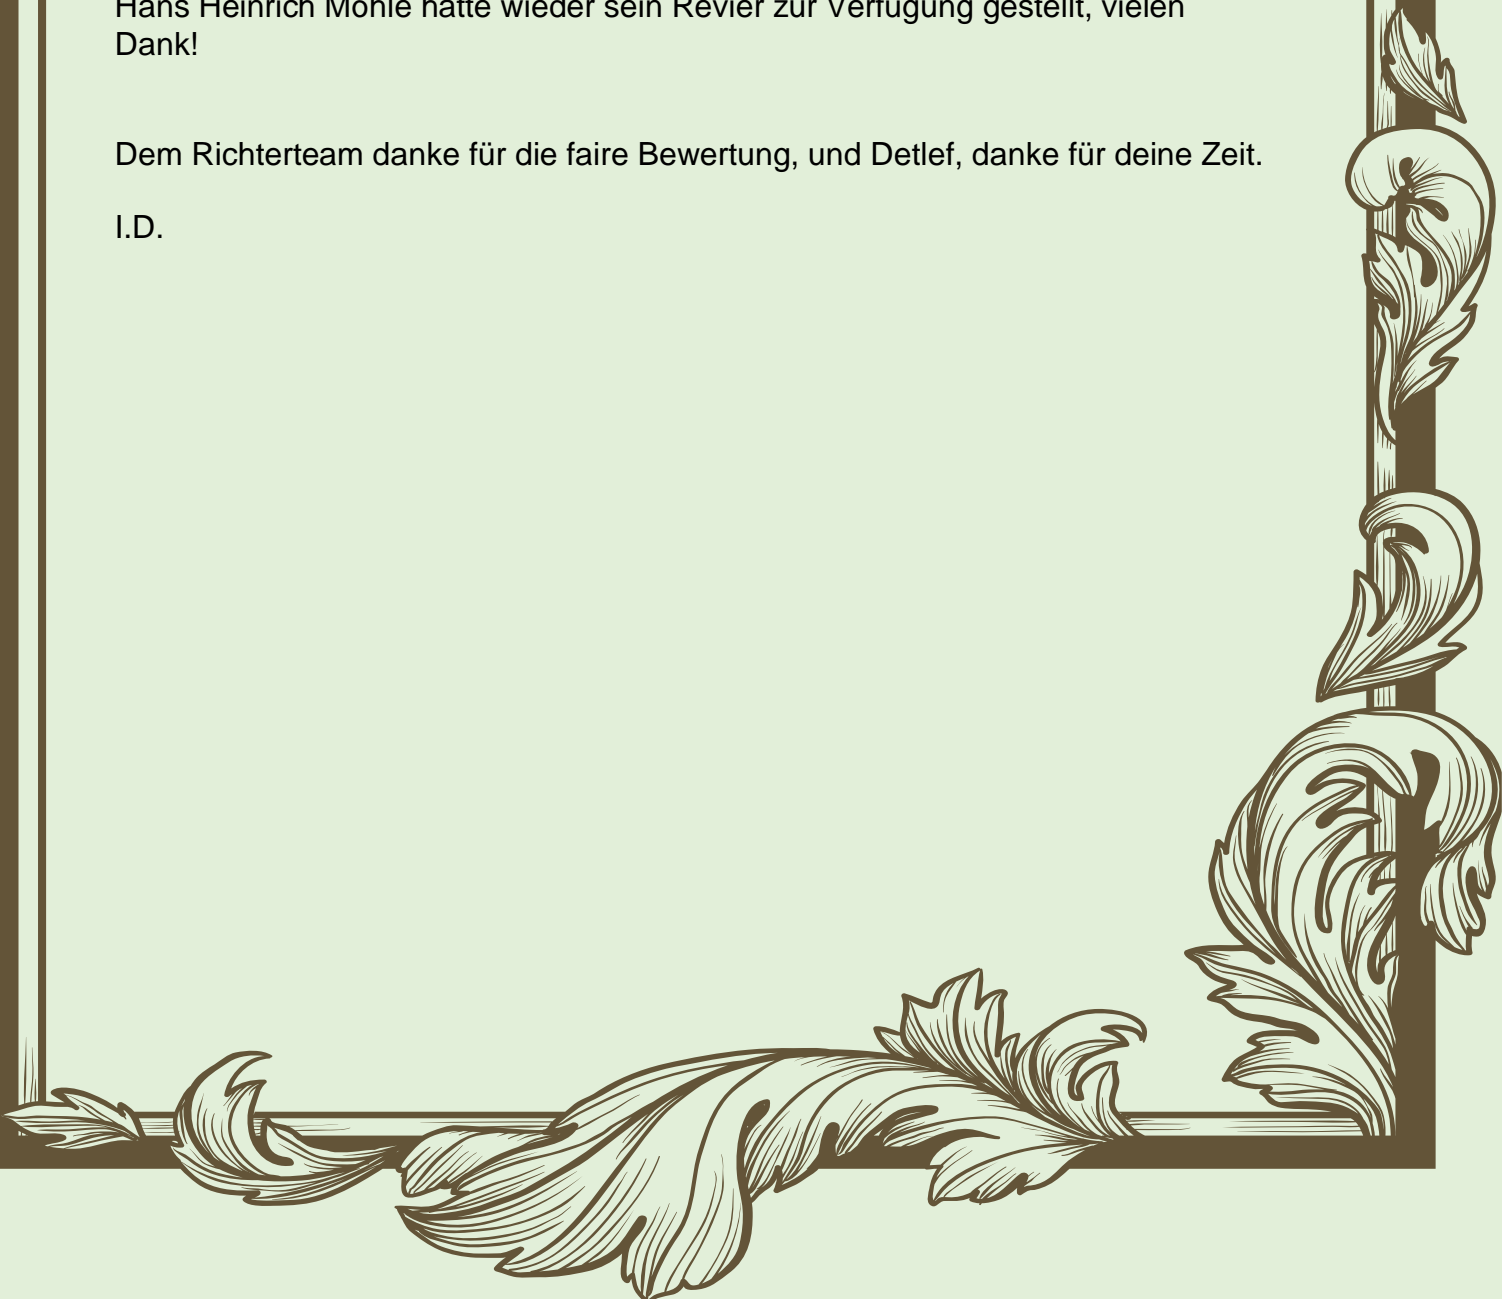 Hans Heinrich Möhle hatte wieder sein Revier zur Verfügung gestellt, vielen
Dank!
Dem Richterteam danke für die faire Bewertung, und Detlef, danke für deine Zeit.
I.D.